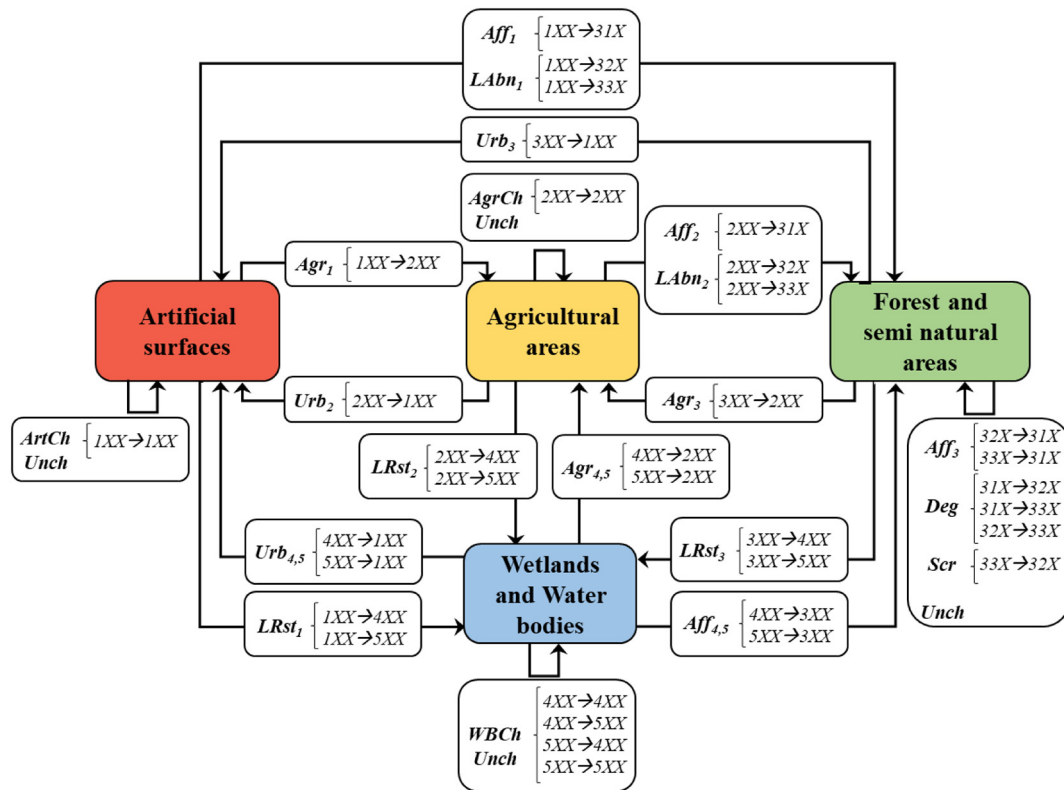 Aff1 1XX→31X
LAbn1 1XX→32X
1XX→33X
Urb3 3XX→1XX
AgrCh 2XX→2XX
Unch
Aff2 2XX→31X
LAbn2 2XX→32X
2XX→33X
Agr1 1XX→2XX
Artificial
surfaces
Agricultural
areas
Forest and
semi natural
areas
Urb2 2XX→1XX
Agr3 3XX→2XX
ArtCh 1XX→1XX
Unch
LRst2 2XX→4XX
2XX→5XX
Agr4,5 4XX→2XX
5XX→2XX
Aff3 32X→31X
33X→31X
Deg 31X→32X
31X→33X
32X→33X
Scr 33X→32X
Unch
Urb4,5 4XX→1XX
5XX→1XX
Wetlands
and Water
bodies
LRst3 3XX→4XX
3XX→5XX
LRst1 1XX→4XX
1XX→5XX
Aff4,5 4XX→3XX
5XX→3XX
WBCh 4XX→4XX
Unch 4XX→5XX
5XX→4XX
5XX→5XX